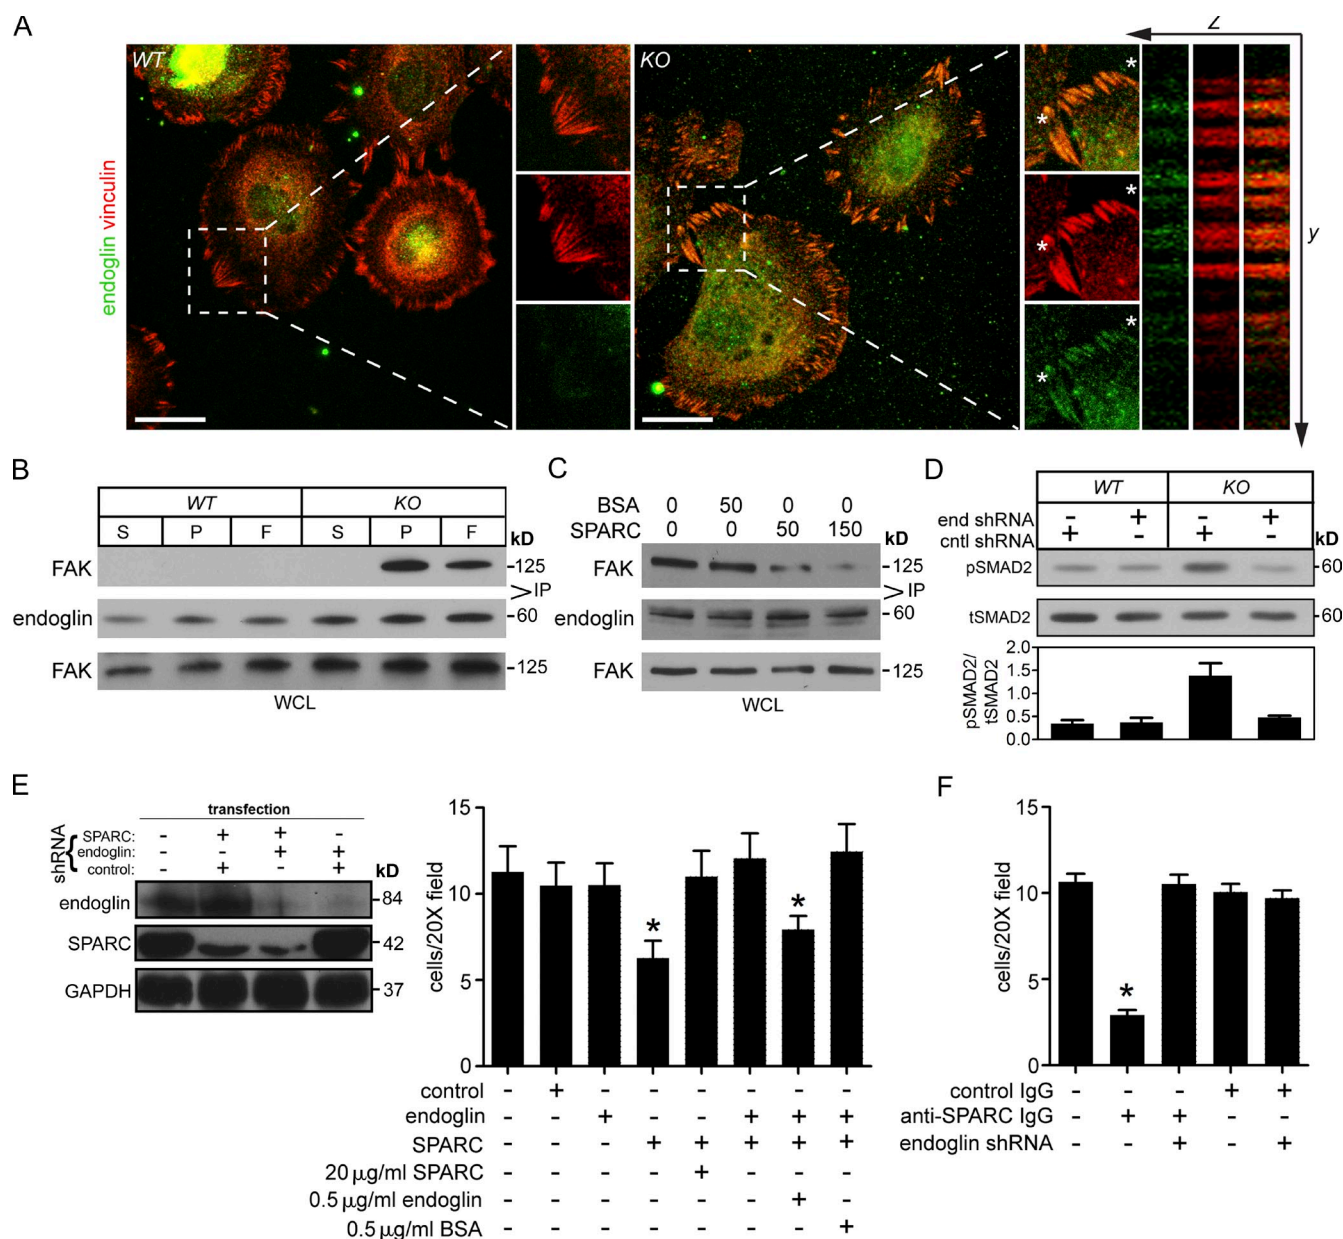 A
Z
WT
KO
endoglin vinculin
y
B
WT KO
S P F S P F kD
FAK -125
>IP
endoglin -60
FAK -125
WCL
C
BSA 0 50 0 0
SPARC 0 0 50 150 kD
FAK -125
>IP
endoglin -60
FAK -125
WCL
D
WT KO
end shRNA - + - +
cntl shRNA + - + - kD
pSMAD2 60
tSMAD2 60
pSMAD2/
tSMAD2
2.0
1.5
1.0
0.5
0.0
E
transfection
shRNA {
SPARC: - + + -
endoglin: - - + +
control: - + - + kD
endoglin -84
SPARC -42
GAPDH -37
cells/20X field
15
10
5
0
* *
control - + - - - - - -
endoglin - - + - - + + +
SPARC - - - + + + + +
20 μg/ml SPARC - - - - + - - -
0.5 μg/ml endoglin - - - - - - + -
0.5 μg/ml BSA - - - - - - - +
F
cells/20X field
15
10
5
0
*
control IgG - - - + +
anti-SPARC IgG - + + - -
endoglin shRNA - - + - +